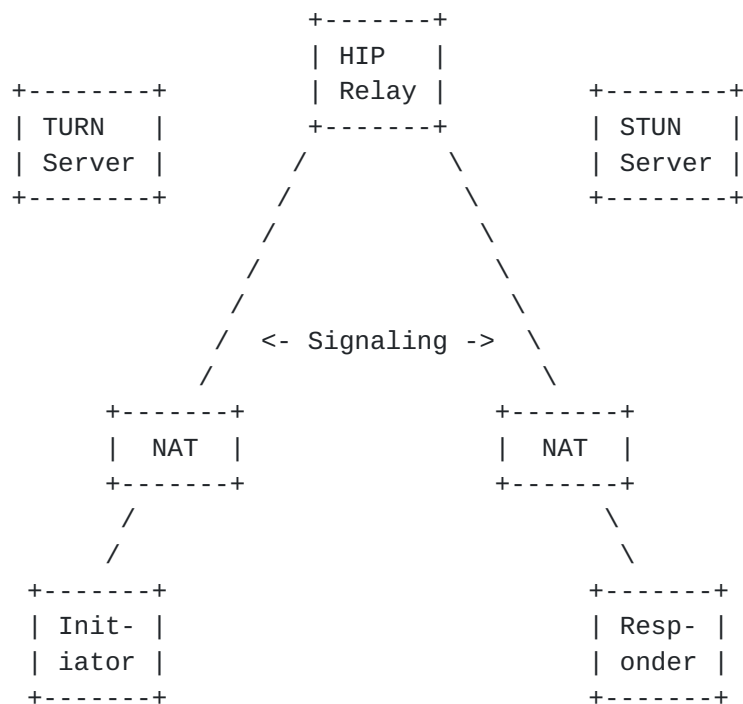 HIP
Relay
TURN
Server
STUN
Server
<- Signaling ->
NAT
NAT
Init-
iator
Resp-
onder